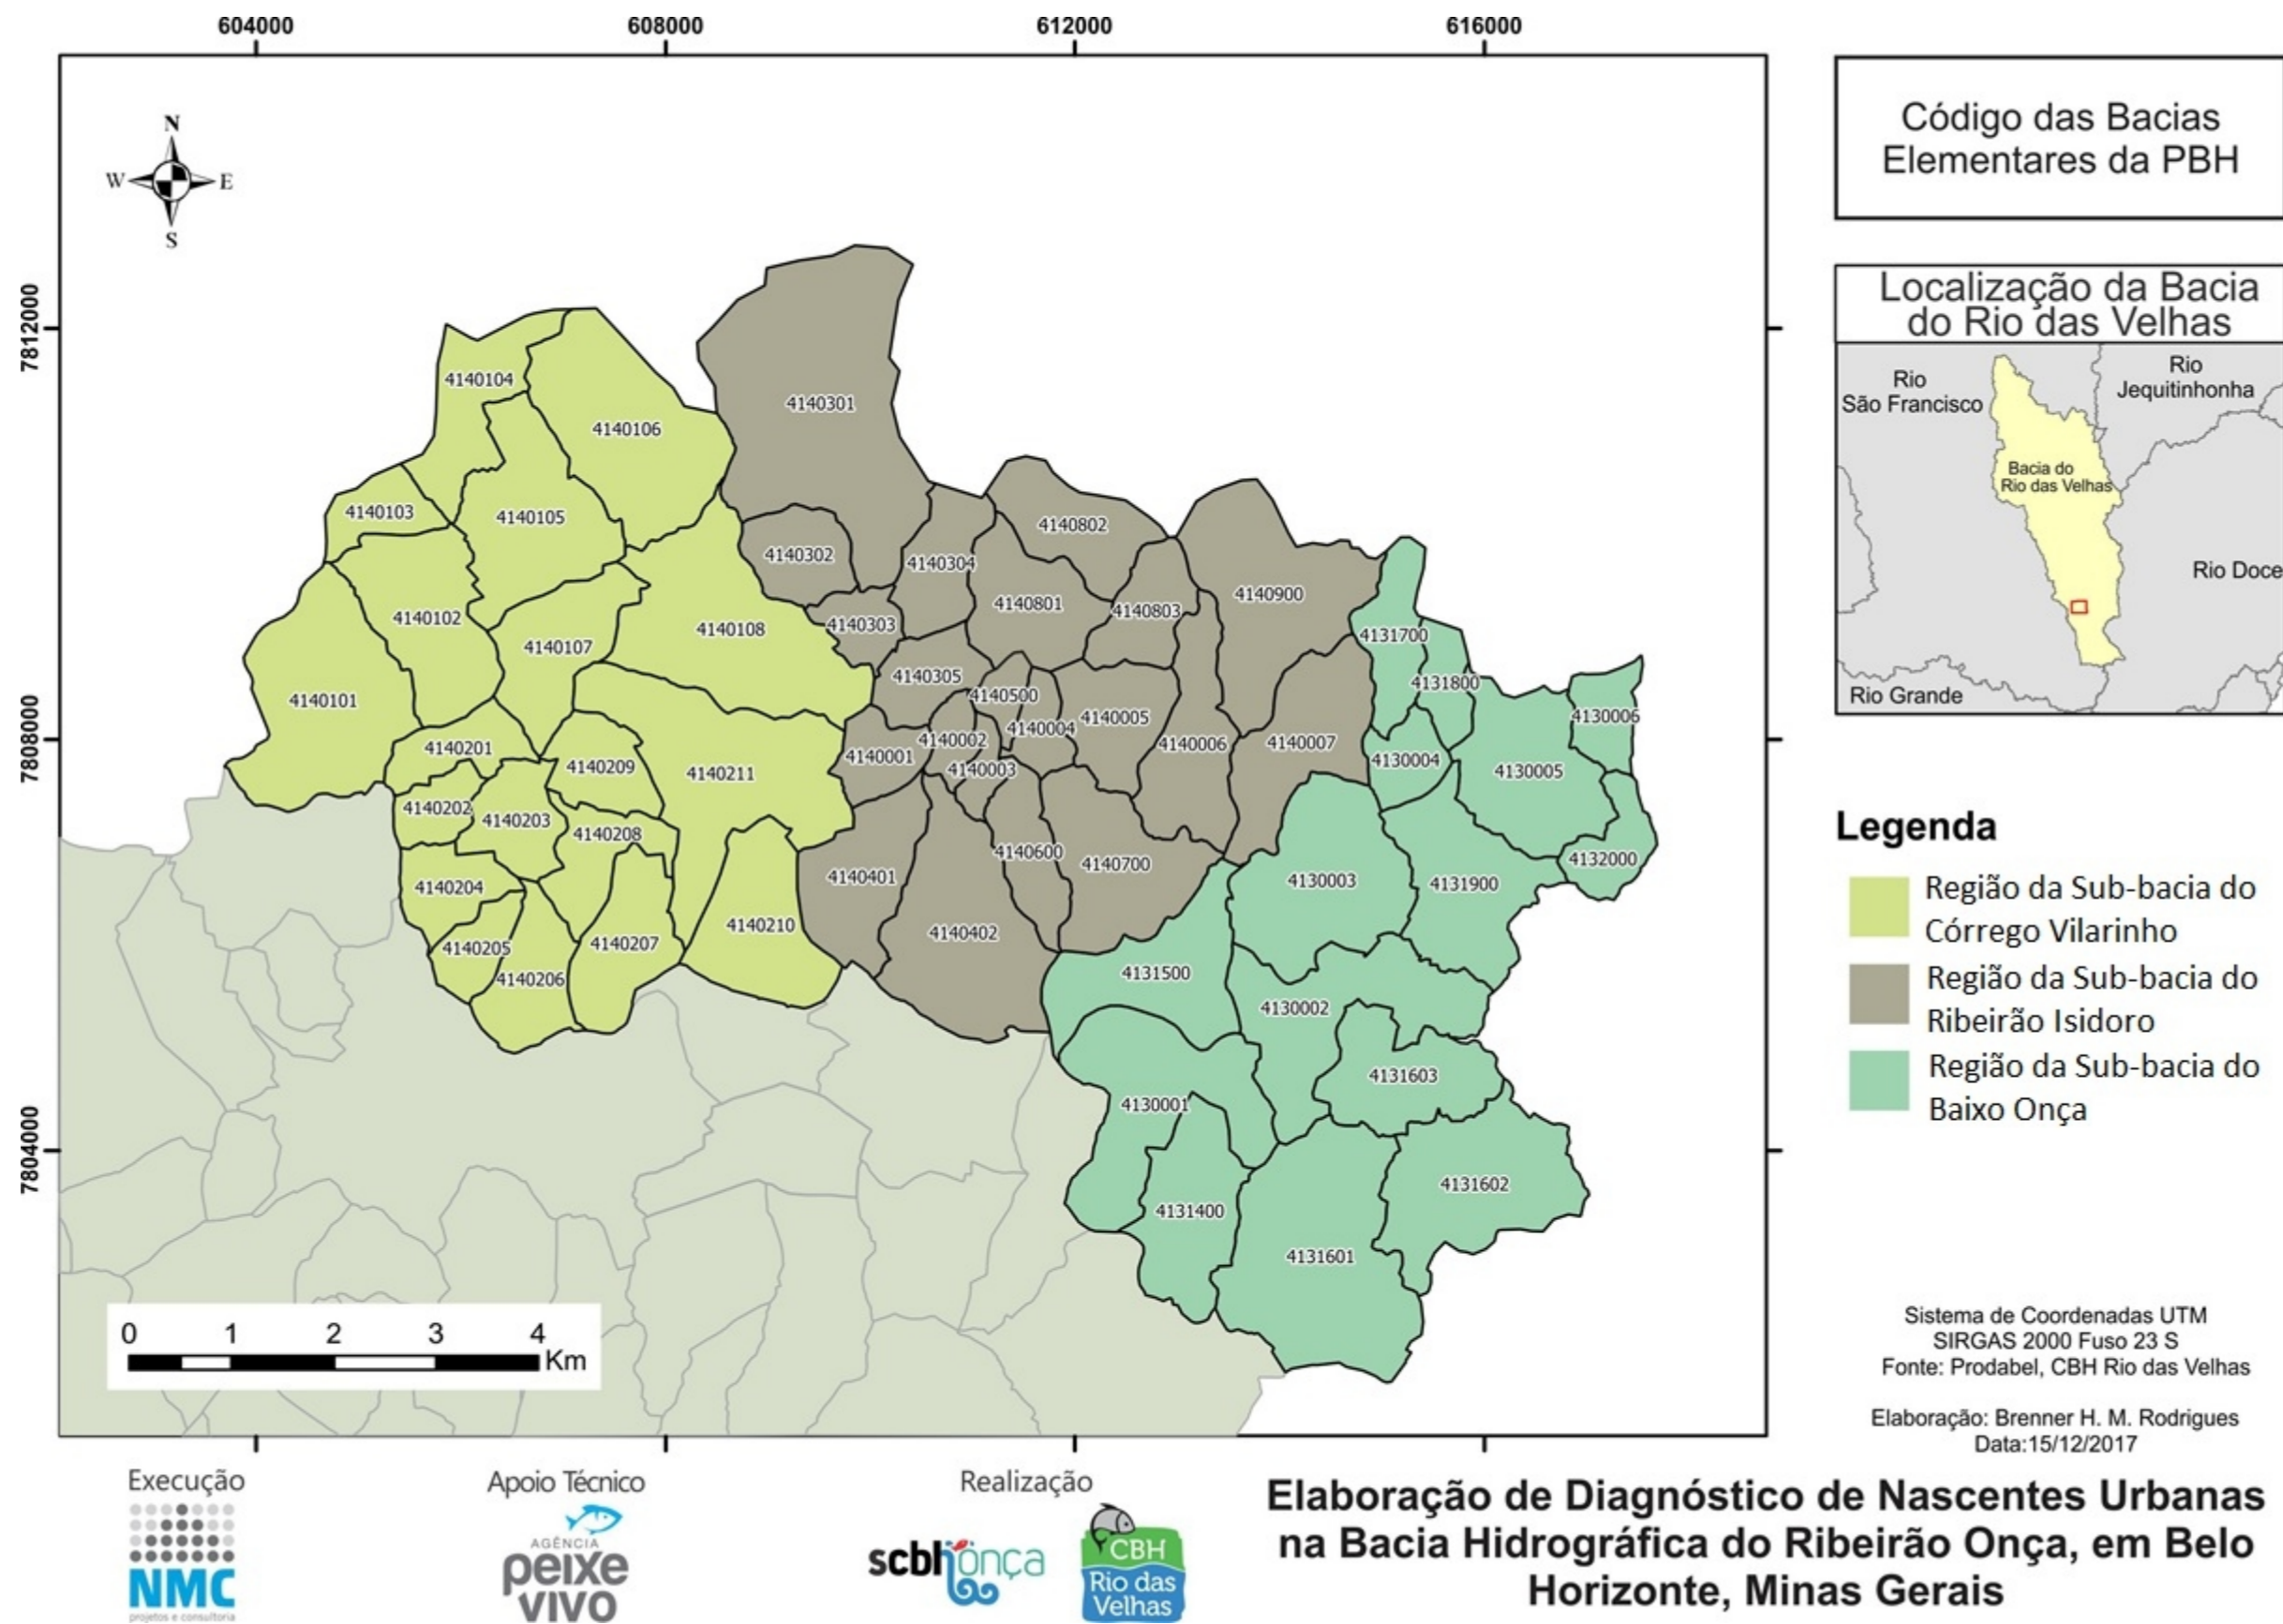 604000
608000
612000
616000
7812000
7808000
7804000
N
W
E
S
4140104
4140106
4140301
4140103
4140105
4140302
4140304
4140802
4140102
4140107
4140108
4140303
4140801
4140803
4140900
4131700
4140101
4140305
4140500
4140004
4140005
4131800
4130006
4140201
4140209
4140211
4140001
4140002
4140003
4140006
4140007
4130004
4130005
4140202
4140203
4140208
4140401
4140600
4140700
4130003
4131900
4132000
4140204
4140205
4140206
4140207
4140210
4140402
4131500
4130002
4131603
4130001
4131400
4131602
4131601
0 1 2 3 4
Km
Código das Bacias
Elementares da PBH
Localização da Bacia
do Rio das Velhas
Rio
São Francisco
Rio
Jequitinhonha
Bacia do
Rio das Velhas
Rio Doce
Rio Grande
Legenda
Região da Sub-bacia do
Córrego Vilarinho
Região da Sub-bacia do
Ribeirão Isidoro
Região da Sub-bacia do
Baixo Onça
Sistema de Coordenadas UTM
SIRGAS 2000 Fuso 23 S
Fonte: Prodabel, CBH Rio das Velhas
Elaboração: Brenner H. M. Rodrigues
Data:15/12/2017
Execução
NMC
projetos e consultoria
Apoio Técnico
AGÊNCIA
peixe
vivo
Realização
scbh onça
CBH
Rio das
Velhas
Elaboração de Diagnóstico de Nascentes Urbanas
na Bacia Hidrográfica do Ribeirão Onça, em Belo
Horizonte, Minas Gerais